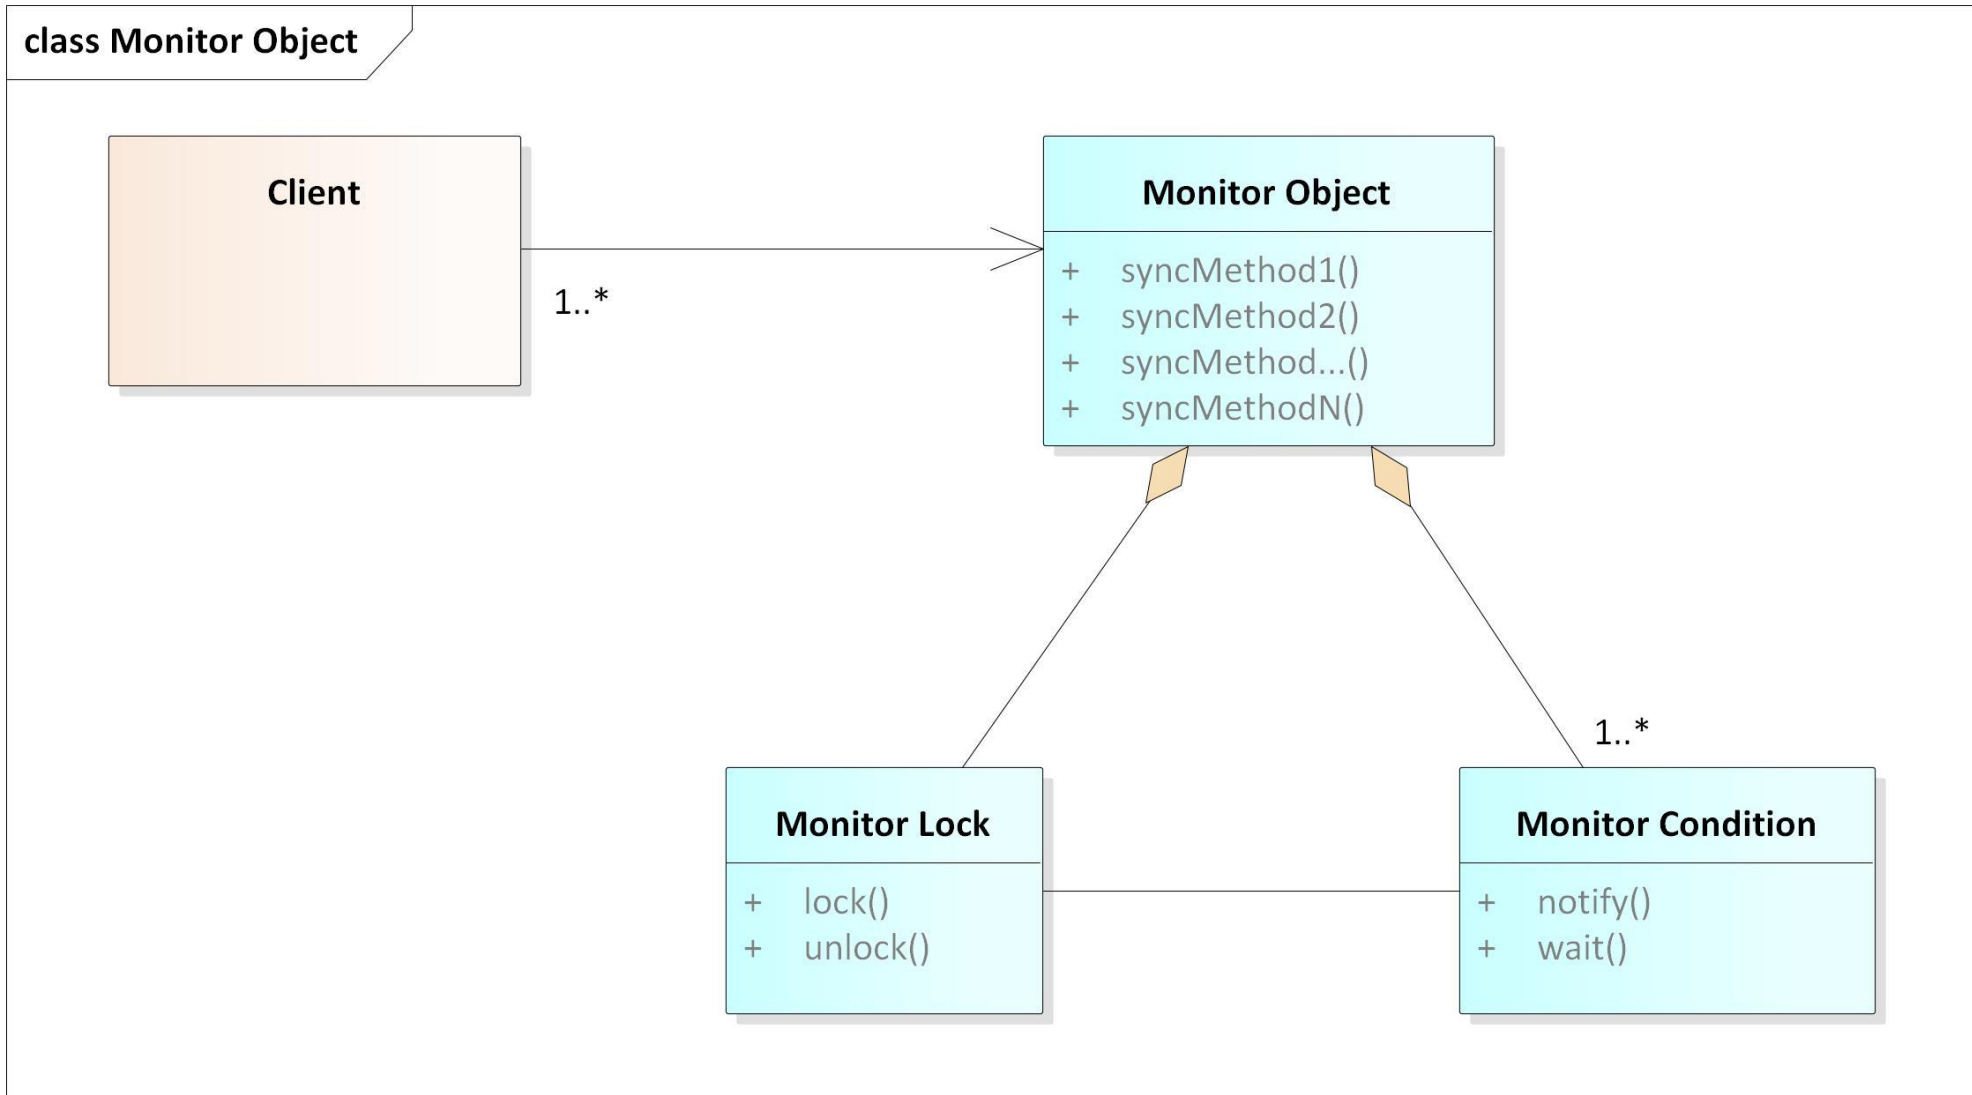 class Monitor Object
Client
1..*
Monitor Object
+ syncMethod1()
+ syncMethod2()
+ syncMethod...()
+ syncMethodN()
1..*
Monitor Lock
+ lock()
+ unlock()
Monitor Condition
+ notify()
+ wait()